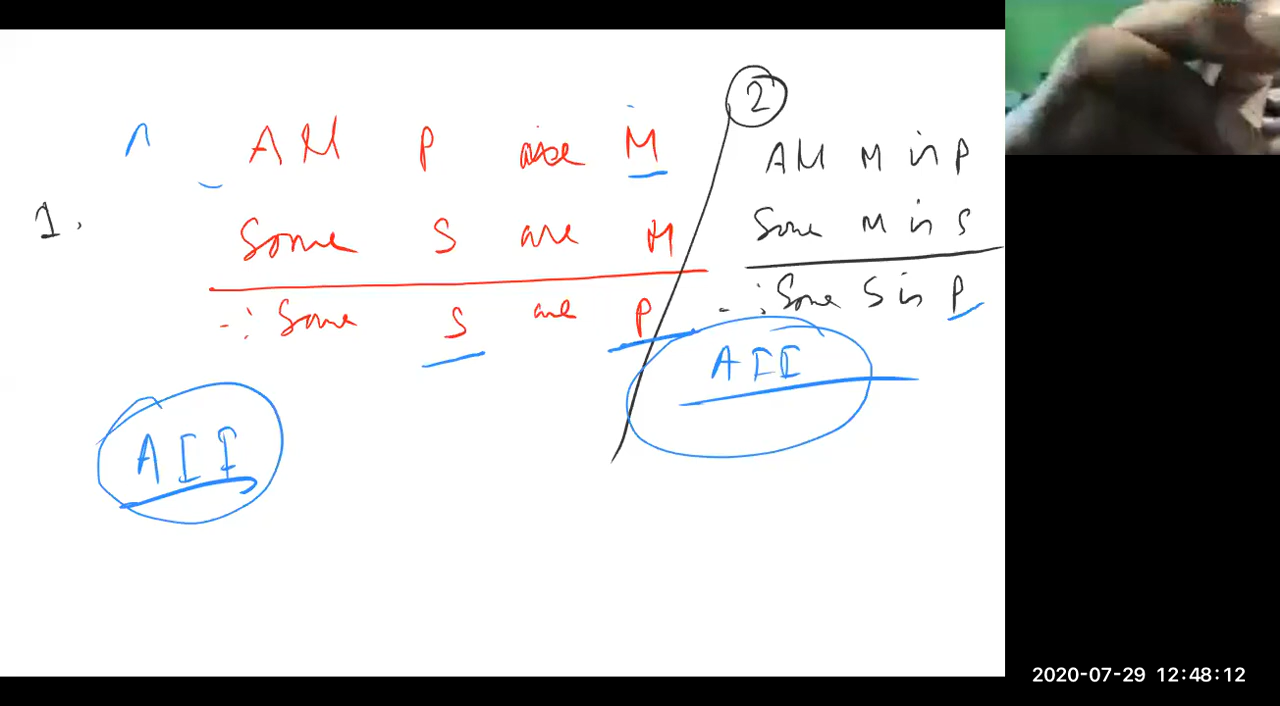 1.
All P are M
Some S are M
∴ Some S are P
AII
2
All M is P
Some M is S
∴ Some S is P
AII
2020-07-29 12:48:12